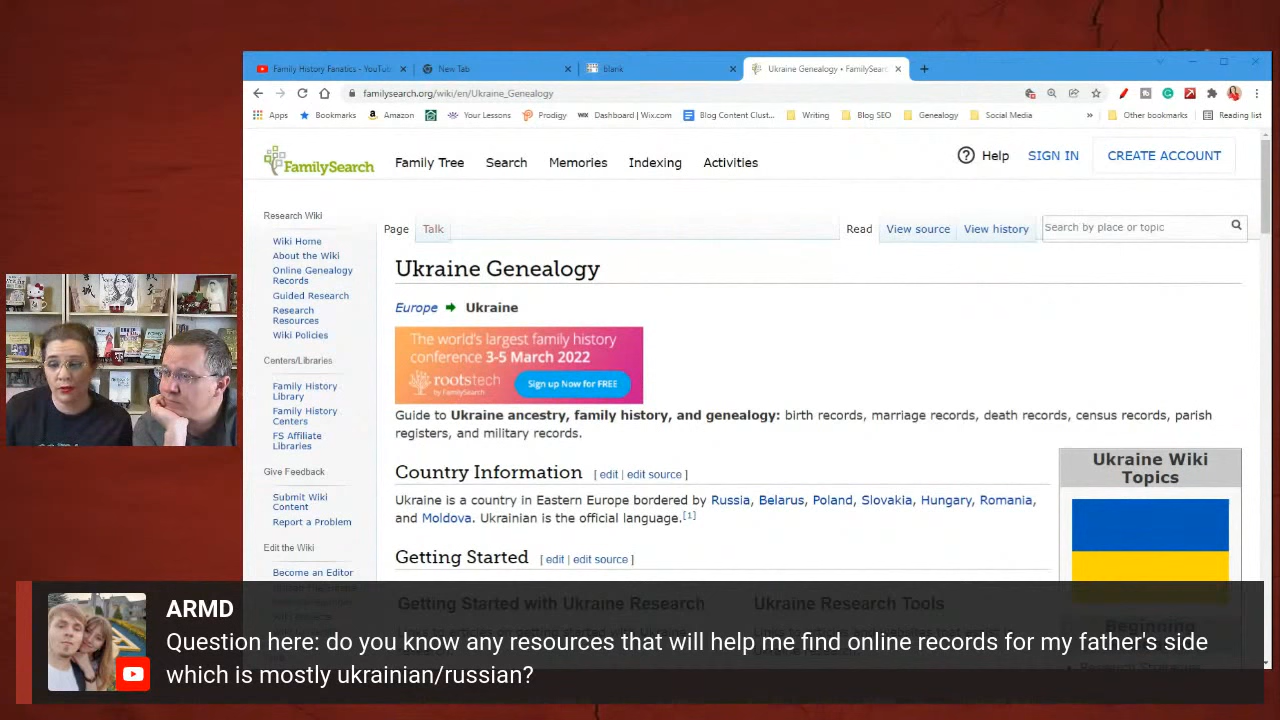 Family History Fanatics - YouTu
New Tab
blank
Ukraine Genealogy • FamilySearc
familysearch.org/wiki/en/Ukraine_Genealogy
Apps
Bookmarks
Amazon
Your Lessons
Prodigy
Dashboard | Wix.com
Blog Content Clust...
Writing
Blog SEO
Genealogy
Social Media
»
Other bookmarks
Reading list
FamilySearch
Family Tree
Search
Memories
Indexing
Activities
Help
SIGN IN
CREATE ACCOUNT
Research Wiki
Wiki Home
About the Wiki
Online Genealogy
Records
Guided Research
Research
Resources
Wiki Policies
Centers/Libraries
Family History
Library
Family History
Centers
FS Affiliate
Libraries
Give Feedback
Submit Wiki
Content
Report a Problem
Edit the Wiki
Become an Editor
Page
Talk
Read
View source
View history
Search by place or topic
Ukraine Genealogy
Europe
Ukraine
The world's largest family history
conference 3-5 March 2022
rootstech
by FamilySearch
Sign up Now for FREE
Guide to Ukraine ancestry, family history, and genealogy: birth records, marriage records, death records, census records, parish
registers, and military records.
Country Information [ edit | edit source ]
Ukraine is a country in Eastern Europe bordered by Russia, Belarus, Poland, Slovakia, Hungary, Romania,
and Moldova. Ukrainian is the official language.[1]
Getting Started [ edit | edit source ]
Getting Started with Ukraine Research
Ukraine Research Tools
Ukraine Wiki
Topics
Beginning
ARMD
Question here: do you know any resources that will help me find online records for my father's side
which is mostly ukrainian/russian?